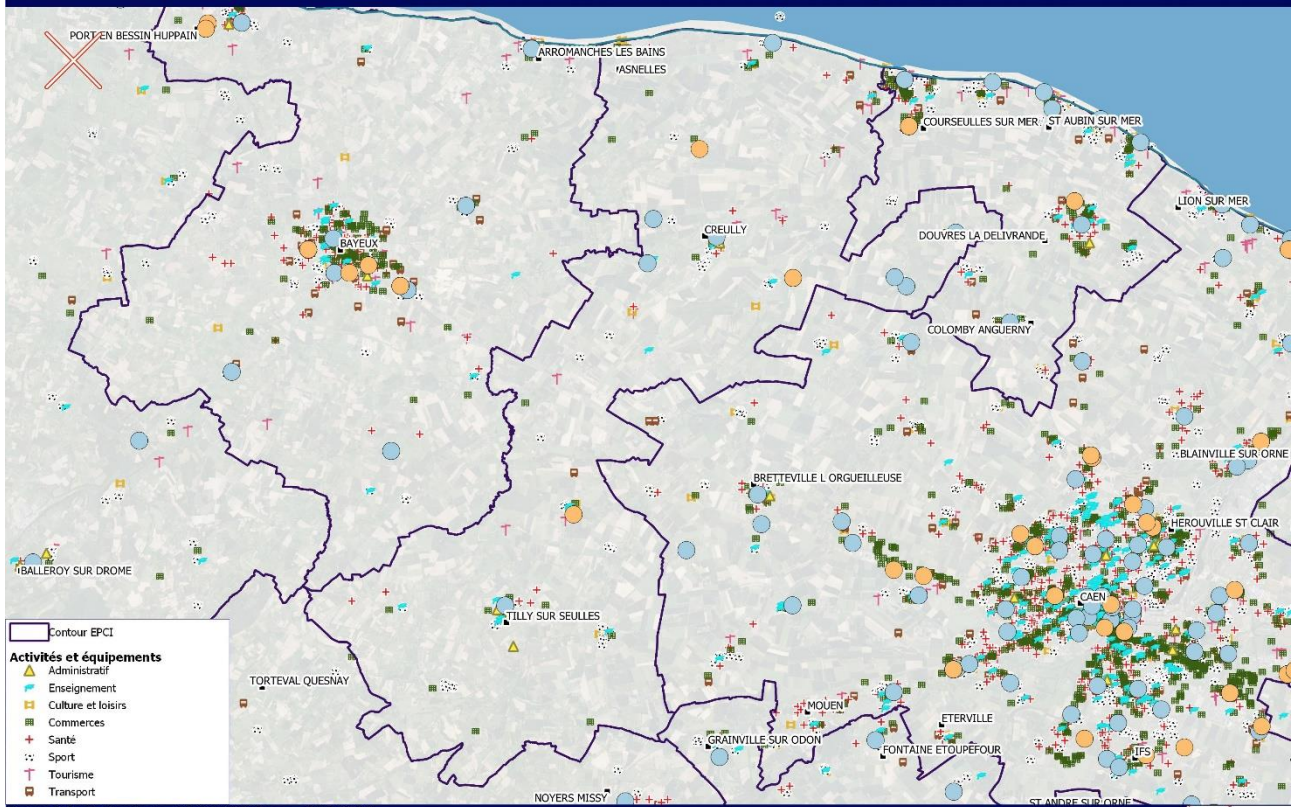 PORT EN BESSIN HUPPAIN
ARROMANCHES LES BAINS
ASNELLES
COURSEULLES SUR MER
ST AUBIN SUR MER
LION SUR MER
CREULLY
DOUVRES LA DELIVRANDE
BAYEUX
COLOMBY ANGUERNY
BLAINVILLE SUR ORNE
BRETTEVILLE L ORGUEILLEUSE
HEROUVILLE ST CLAIR
BALLEROY SUR DROME
CAEN
TILLY SUR SEULLES
Contour EPCI
Activités et équipements
Administratif
Enseignement
Culture et loisirs
Commerces
Santé
Sport
Tourisme
Transport
TORTEVAL QUESNAY
MOUEN
ETERVILLE
GRAINVILLE SUR ODON
FONTAINE ETOUPEFOUR
IFS
NOYERS MISSY
ST ANDRE SUR ORNE